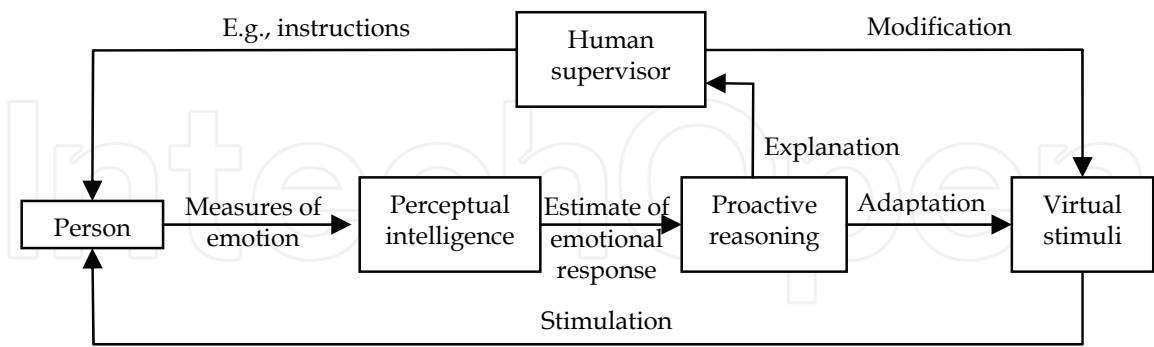 E.g., instructions
Human
supervisor
Modification
Explanation
Person
Measures of
emotion
Perceptual
intelligence
Estimate of
emotional
response
Proactive
reasoning
Adaptation
Virtual
stimuli
Stimulation
IntechOpen